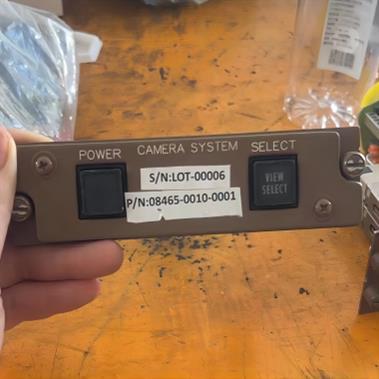 POWER CAMERA SYSTEM SELECT
S/N:LOT-00006
VIEW
SELECT
P/N:08465-0010-0001